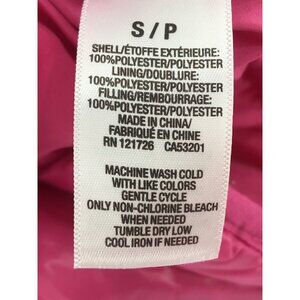 S / P
SHELL/ÉTOFFE EXTÉRIEURE:
100%POLYESTER/POLYESTER
LINING/DOUBLURE:
100%POLYESTER/POLYESTER
FILLING/REMBOURRAGE:
100%POLYESTER/POLYESTER
MADE IN CHINA/
FABRIQUÉ EN CHINE
RN 121726 CA53201
MACHINE WASH COLD
WITH LIKE COLORS
GENTLE CYCLE
ONLY NON-CHLORINE BLEACH
WHEN NEEDED
TUMBLE DRY LOW
COOL IRON IF NEEDED